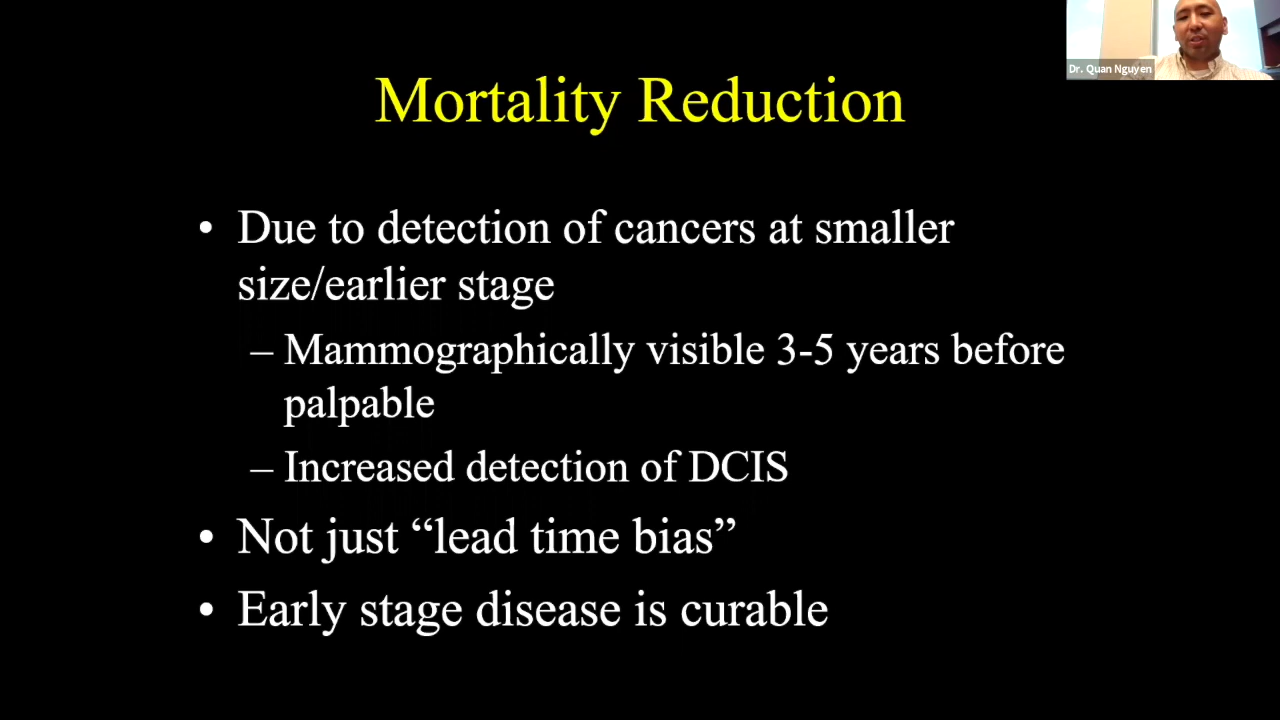 Dr. Quan Nguyen
Mortality Reduction
• Due to detection of cancers at smaller
size/earlier stage
– Mammographically visible 3-5 years before
palpable
– Increased detection of DCIS
• Not just “lead time bias”
• Early stage disease is curable